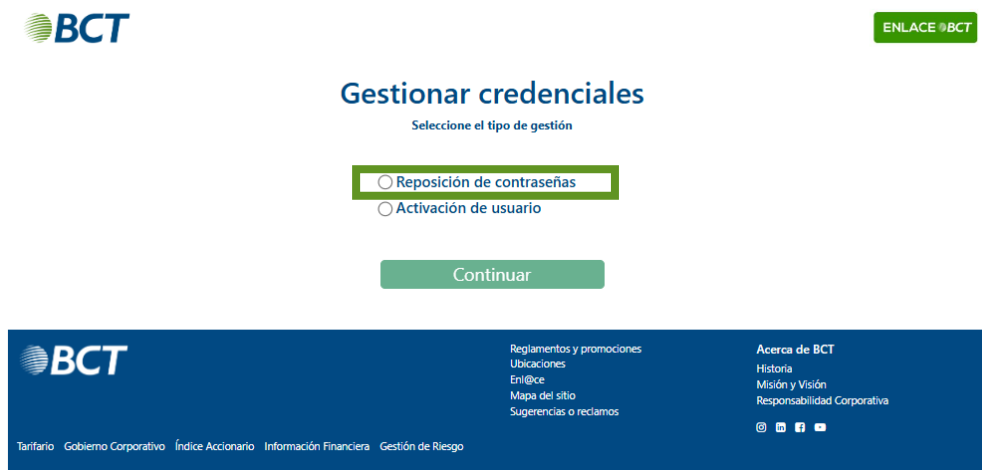 BCT
ENLACE BCT
Gestionar credenciales
Seleccione el tipo de gestión
Reposición de contraseñas
Activación de usuario
Continuar
BCT
Reglamentos y promociones
Ubicaciones
Enl@ce
Mapa del sitio
Sugerencias o reclamos
Acerca de BCT
Historia
Misión y Visión
Responsabilidad Corporativa
Tarifario Gobierno Corporativo Índice Accionario Información Financiera Gestión de Riesgo